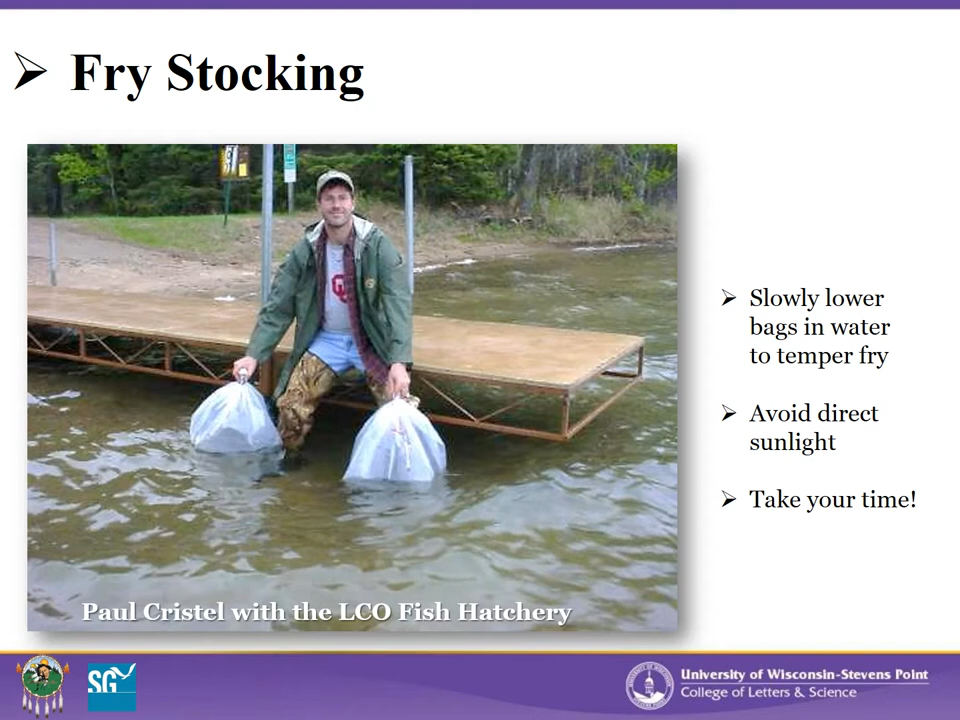 Fry Stocking
Slowly lower
bags in water
to temper fry
Avoid direct
sunlight
Take your time!
Paul Cristel with the LCO Fish Hatchery
SG
University of Wisconsin-Stevens Point
College of Letters & Science